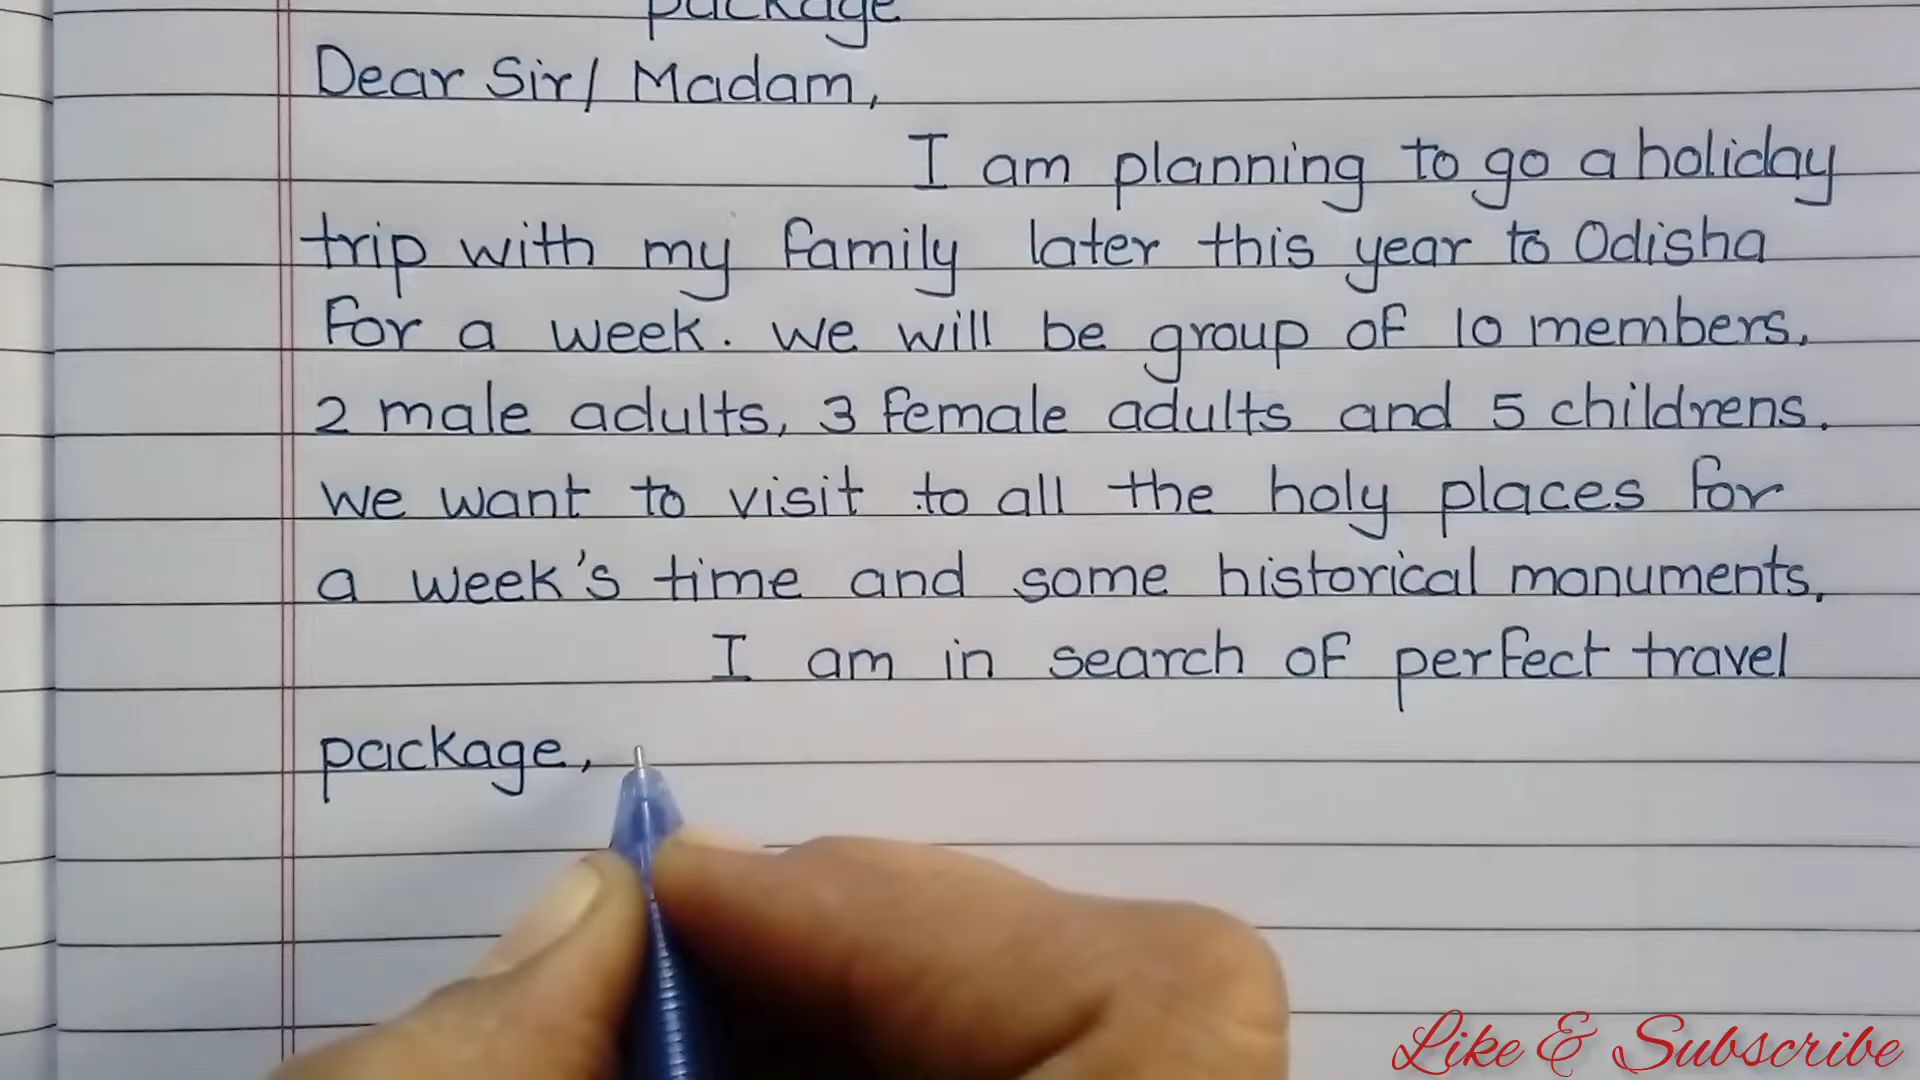 package
Dear Sir/ Madam,
I am planning to go a holiday
trip with my family later this year to Odisha
for a week. we will be group of 10 members.
2 male adults, 3 female adults and 5 childrens.
we want to visit to all the holy places for
a week's time and some historical monuments.
I am in search of perfect travel
package,
Like & Subscribe